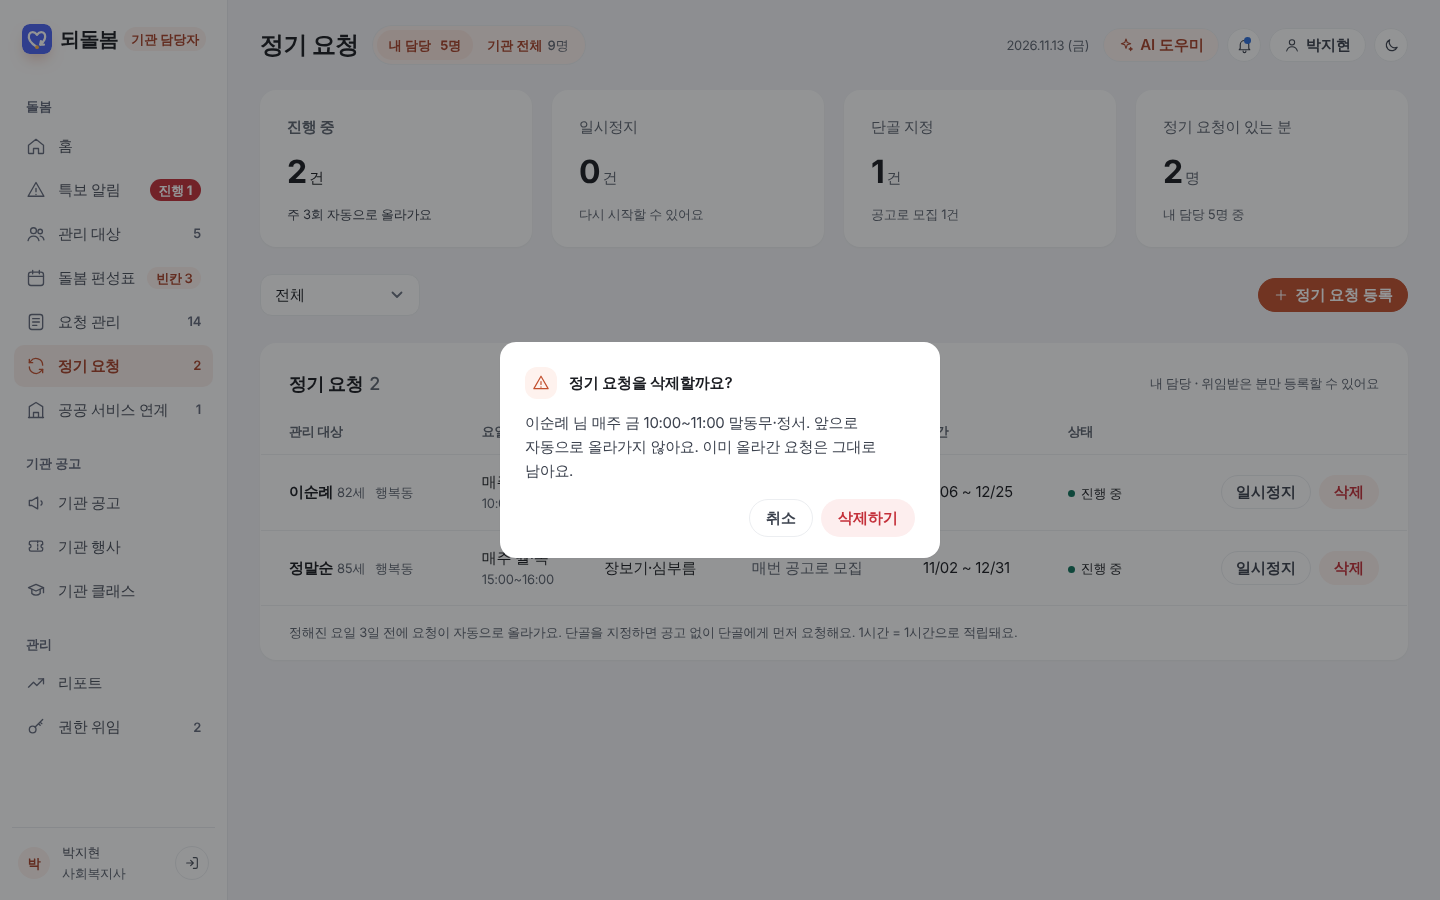 되돌봄 기관 담당자
돌봄
홈
특보 알림 진행 1
관리 대상 5
돌봄 편성표 빈칸 3
요청 관리 14
정기 요청 2
공공 서비스 연계 1
기관 공고
기관 공고
기관 행사
기관 클래스
관리
리포트
권한 위임 2
박
박지현
사회복지사
정기 요청 내 담당 5명 기관 전체 9명
2026.11.13 (금) AI 도우미 박지현
진행 중
2건
주 3회 자동으로 올라가요
일시정지
0건
다시 시작할 수 있어요
단골 지정
1건
공고로 모집 1건
정기 요청이 있는 분
2명
내 담당 5명 중
전체
정기 요청 등록
정기 요청 2
내 담당 · 위임받은 분만 등록할 수 있어요
관리 대상 상태
이순례 82세 행복동 06 ~ 12/25 진행 중 일시정지 삭제
정말순 85세 행복동 장보기·심부름 매번 공고로 모집 11/02 ~ 12/31 진행 중 일시정지 삭제
15:00~16:00
정해진 요일 3일 전에 요청이 자동으로 올라가요. 단골을 지정하면 공고 없이 단골에게 먼저 요청해요. 1시간 = 1시간으로 적립돼요.
정기 요청을 삭제할까요?
이순례 님 매주 금 10:00~11:00 말동무·정서. 앞으로
자동으로 올라가지 않아요. 이미 올라간 요청은 그대로
남아요.
취소 삭제하기